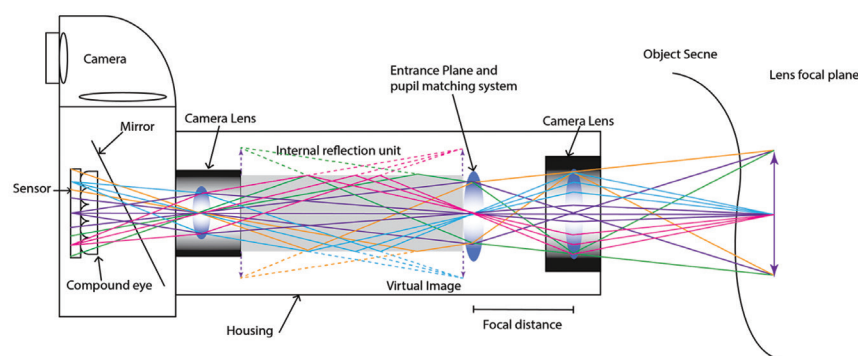 Camera
Mirror
Sensor
Compound eye
Camera Lens
Internal reflection unit
Housing
Virtual Image
Entrance Plane and
pupil matching system
Focal distance
Camera
Lens
Object Secne
Lens focal plane